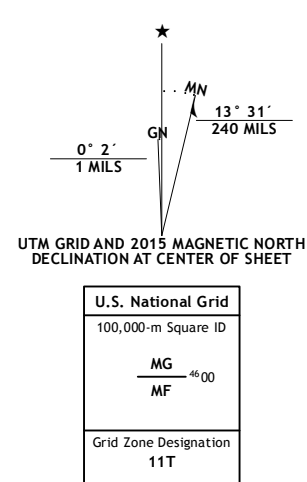 ★
MN
13° 31´
240 MILS
GN
0° 2´
1 MILS
UTM GRID AND 2015 MAGNETIC NORTH
DECLINATION AT CENTER OF SHEET
U.S. National Grid
100,000-m Square ID
MG
4600
MF
Grid Zone Designation
11T